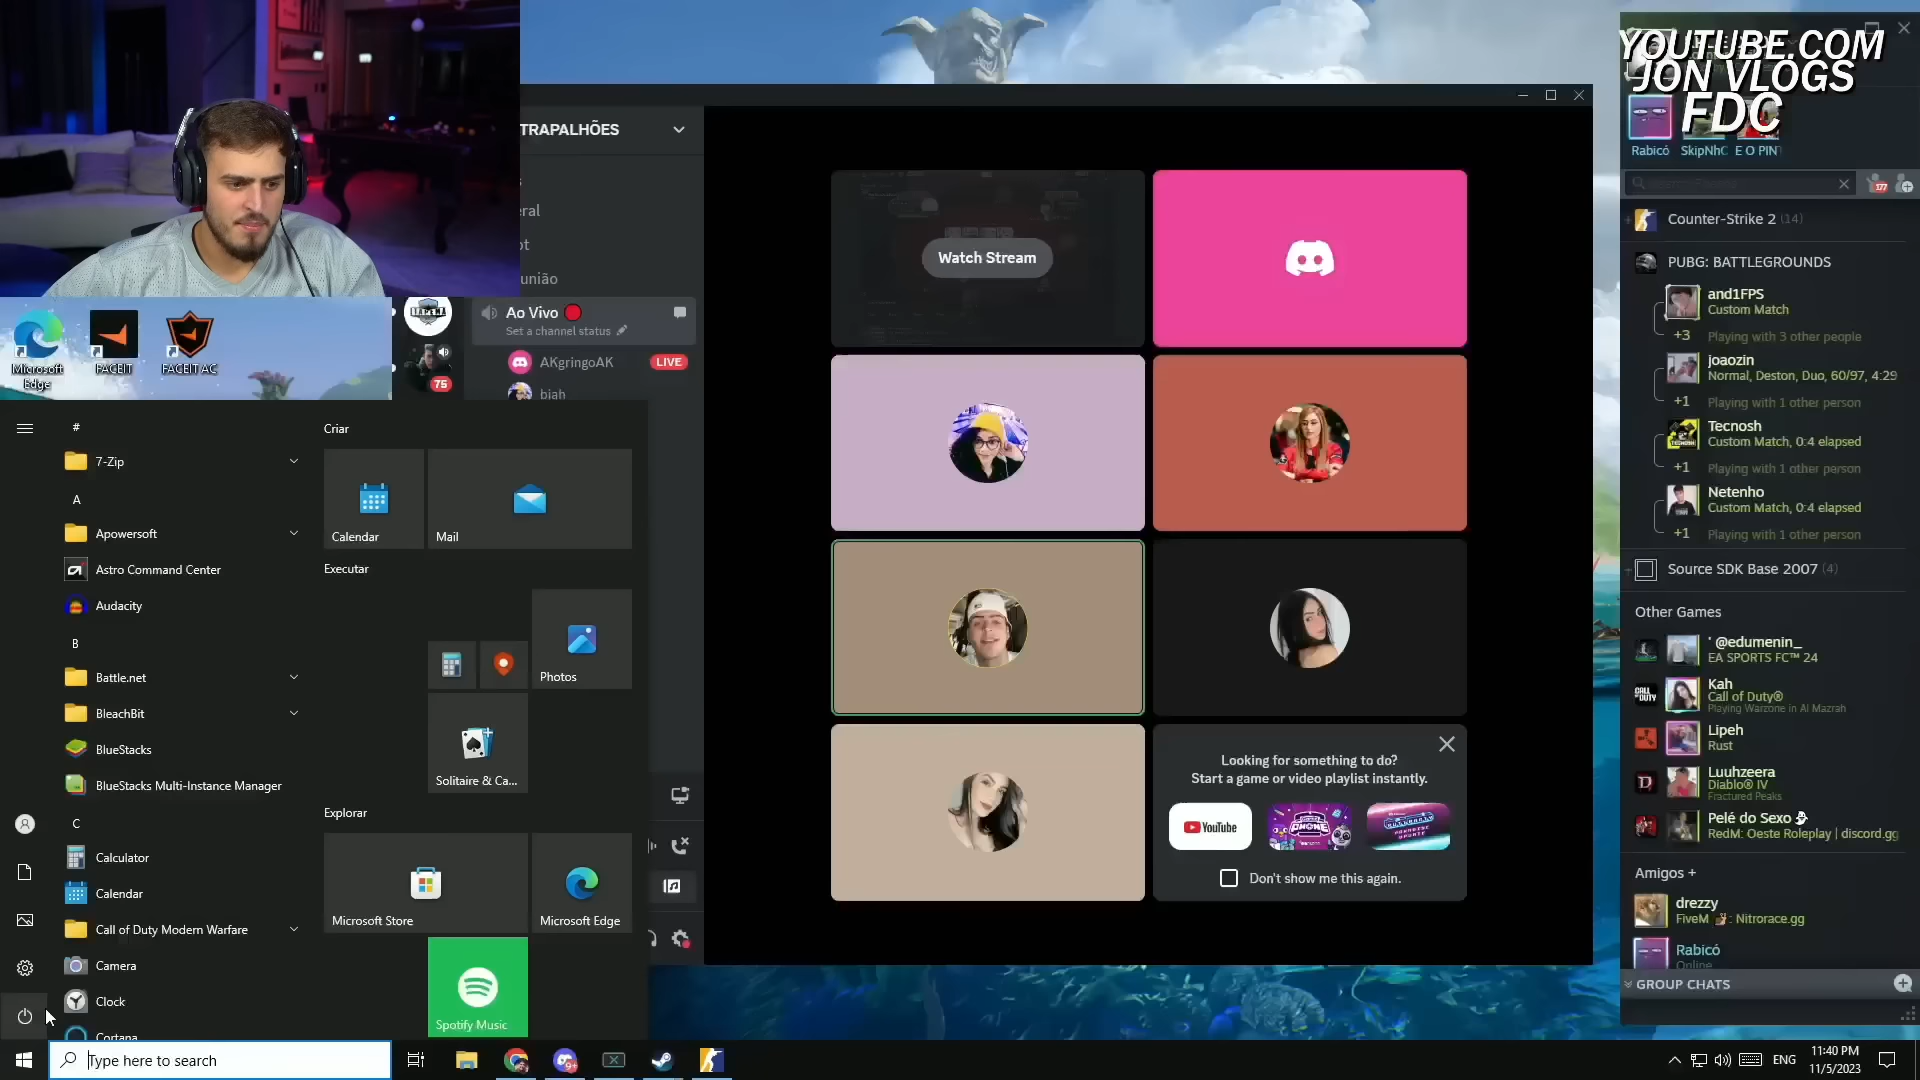 YOUTUBE.COM
JON VLOGS
FDC
Rabicó
SkipNhC
E O PIN
177
TRAPALHÕES
Ao Vivo
Set a channel status
AKgringoAK
LIVE
biah
75
Microsoft Edge
FACEIT
FACEIT AC
#
7-Zip
A
Apowersoft
Astro Command Center
Audacity
B
Battle.net
BleachBit
BlueStacks
BlueStacks Multi-Instance Manager
C
Calculator
Calendar
Call of Duty Modern Warfare
Camera
Clock
Cortana
Criar
Calendar
Mail
Executar
Photos
Solitaire & Ca...
Explorar
Microsoft Store
Microsoft Edge
Spotify Music
Watch Stream
Looking for something to do?
Start a game or video playlist instantly.
YouTube
Don't show me this again.
Counter-Strike 2 (14)
PUBG: BATTLEGROUNDS
and1FPS
Custom Match
+3 Playing with 3 other people
joaozin
Normal, Deston, Duo, 60/97, 4:29
+1 Playing with 1 other person
Tecnosh
Custom Match, 0:4 elapsed
+1 Playing with 1 other person
Netenho
Custom Match, 0:4 elapsed
+1 Playing with 1 other person
Source SDK Base 2007 (4)
Other Games
' @edumenin_
EA SPORTS FC™ 24
Kah
Call of Duty®
Playing Warzone in Al Mazrah
Lipeh
Rust
Luuhzeera
Diablo® IV
Fractured Peaks
Pelé do Sexo
RedM: Oeste Roleplay | discord.gg
Amigos +
drezzy
FiveM : Nitrorace.gg
Rabicó
Online
GROUP CHATS
Type here to search
ENG
11:40 PM
11/5/2023